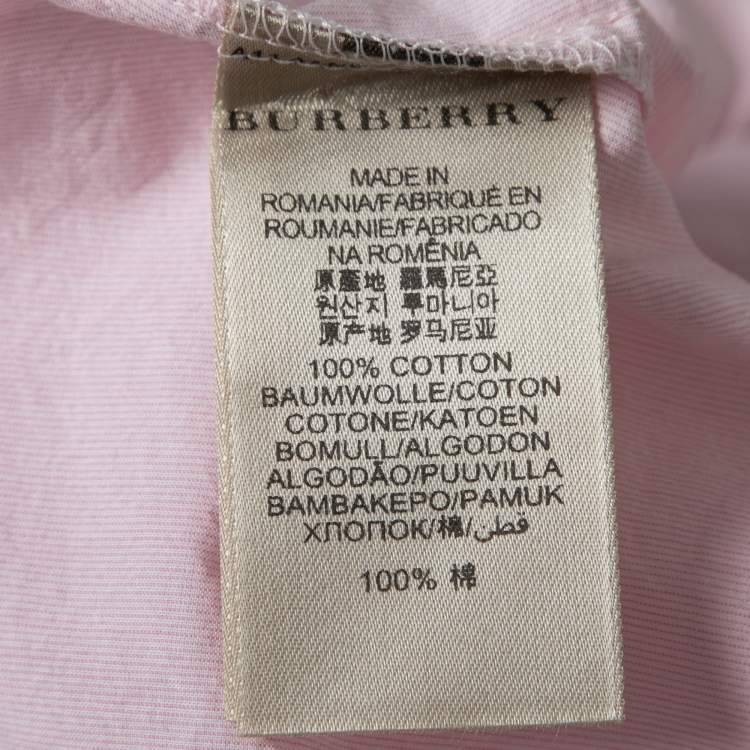 BURBERRY
MADE IN
ROMANIA/FABRIQUÉ EN
ROUMANIE/FABRICADO
NA ROMÉNIA
原產地 羅馬尼亞
원산지 루마니아
原产地 罗马尼亚
100% COTTON
BAUMWOLLE/COTON
COTONE/KATOEN
BOMULL/ALGODON
ALGODÃO/PUUVILLA
BAMBAKEPO/PAMUK
ХЛОПОК/棉/قطن
100% 棉